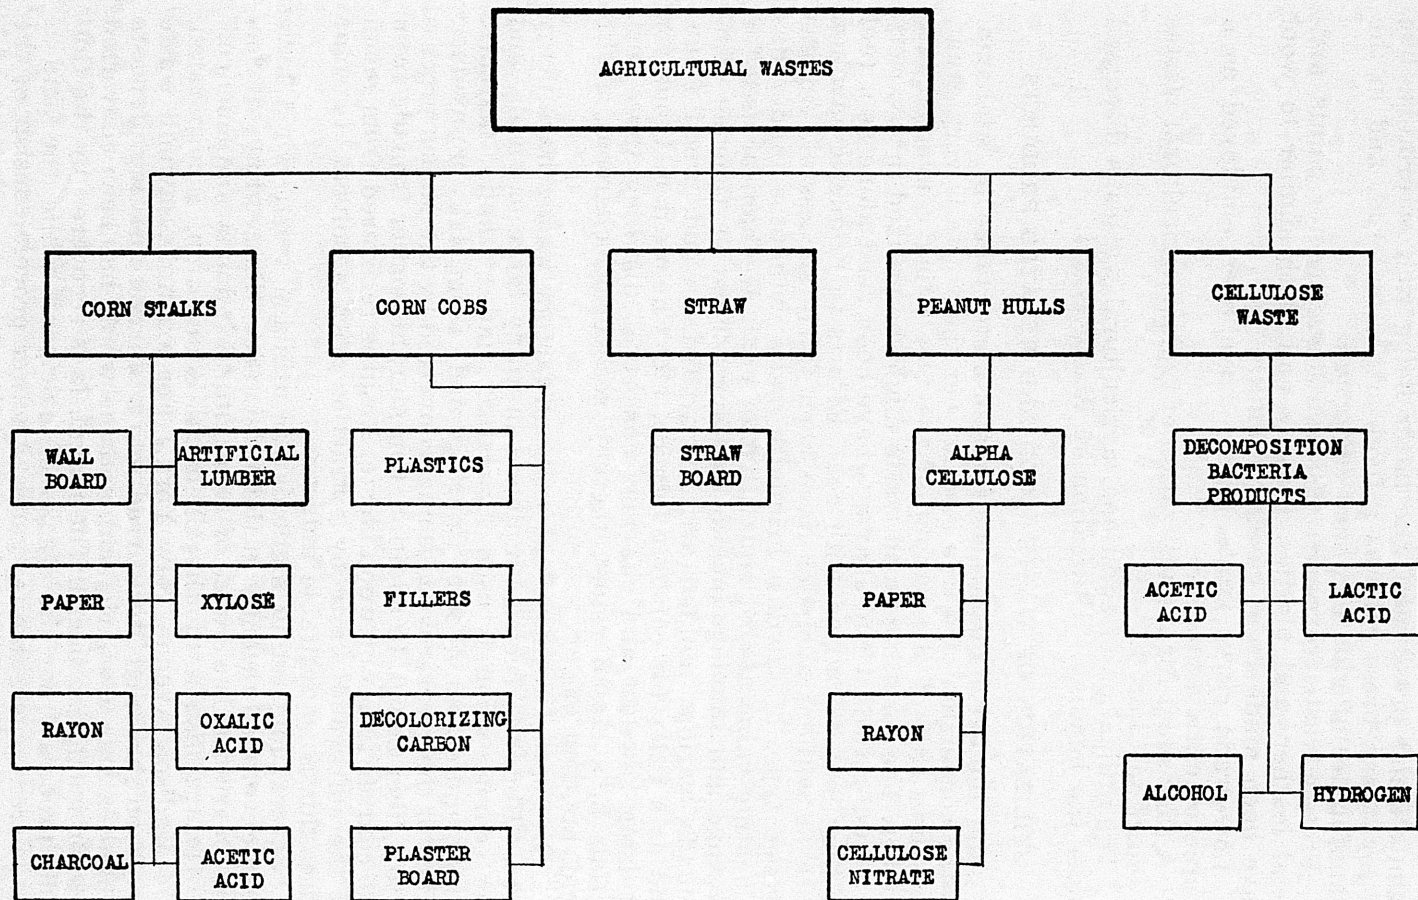 AGRICULTURAL WASTES
CORN STALKS
CORN COBS
STRAW
PEANUT HULLS
CELLULOSE
WASTE
WALL
BOARD
ARTIFICIAL
LUMBER
PLASTICS
STRAW
BOARD
ALPHA
CELLULOSE
DECOMPOSITION
BACTERIA
PRODUCTS
PAPER
XYLOSE
FILLERS
PAPER
ACETIC
ACID
LACTIC
ACID
RAYON
OXALIC
ACID
DECOLORIZING
CARBON
RAYON
ALCOHOL
HYDROGEN
CHARCOAL
ACETIC
ACID
PLASTER
BOARD
CELLULOSE
NITRATE